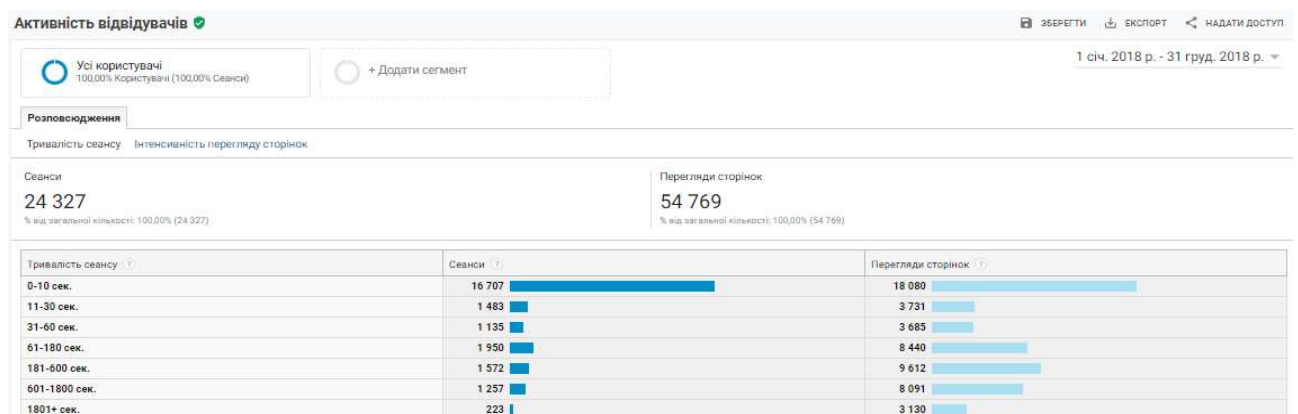 Активність відвідувачів
ЗБЕРЕГТИ ЕКСПОРТ НАДАТИ ДОСТУП
Усі користувачі
100,00% Користувачі (100,00% Сеанси)
+ Додати сегмент
1 січ. 2018 р. - 31 груд. 2018 р.
Розповсюдження
Тривалість сеансу Інтенсивність перегляду сторінок
Сеанси Перегляди сторінок
24 327 54 769
% від загальної кількості: 100,00% (24 327) % від загальної кількості: 100,00% (54 769)
Тривалість сеансу ? Сеанси ? Перегляди сторінок ?
0-10 сек. 16 707 18 080
11-30 сек. 1 483 3 731
31-60 сек. 1 135 3 685
61-180 сек. 1 950 8 440
181-600 сек. 1 572 9 612
601-1800 сек. 1 257 8 091
1801+ сек. 223 3 130